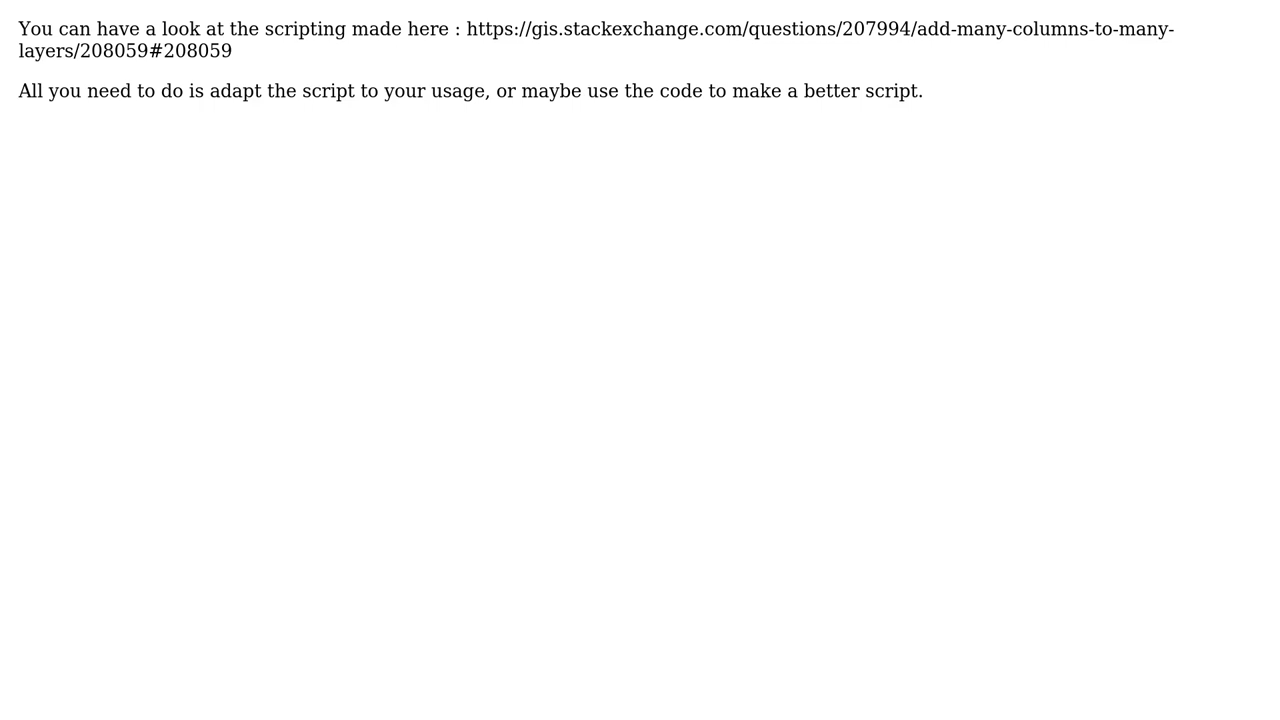 You can have a look at the scripting made here : https://gis.stackexchange.com/questions/207994/add-many-columns-to-many-
layers/208059#208059
All you need to do is adapt the script to your usage, or maybe use the code to make a better script.